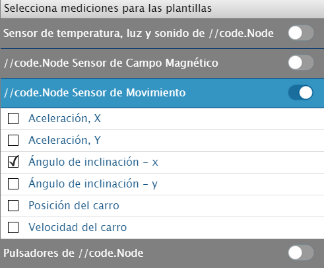 Selecciona mediciones para las plantillas
Sensor de temperatura, luz y sonido de //code.Node
//code.Node Sensor de Campo Magnético
//code.Node Sensor de Movimiento
Aceleración, X
Aceleración, Y
Ángulo de inclinación - x
Ángulo de inclinación - y
Posición del carro
Velocidad del carro
Pulsadores de //code.Node